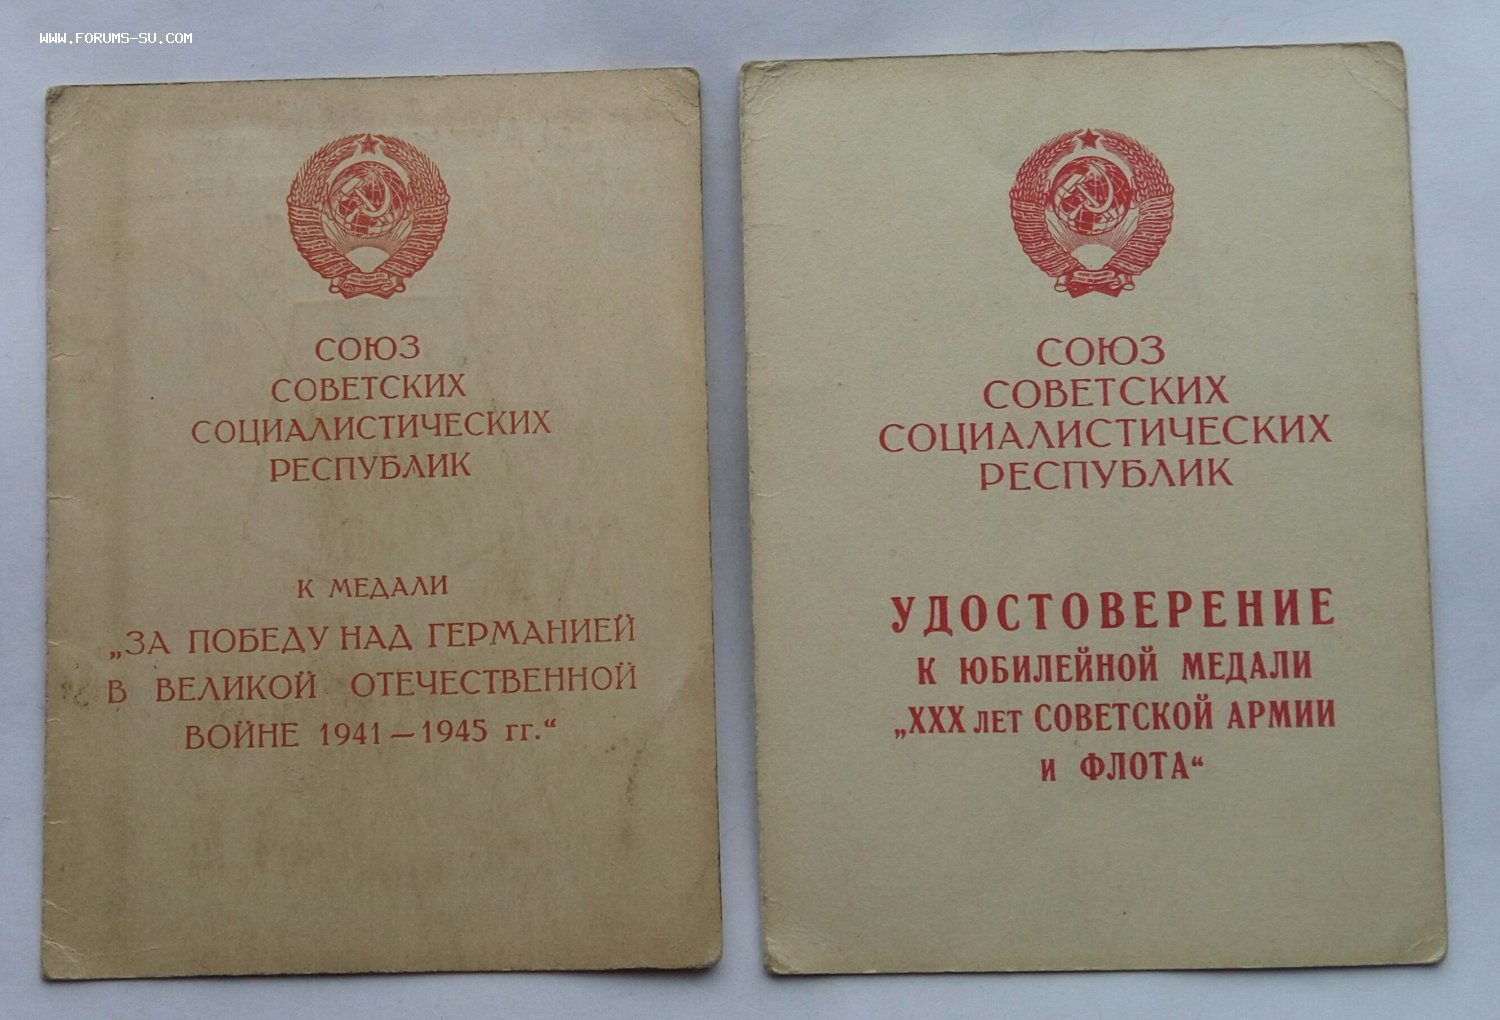 WWW.FORUMS-SU.COM
СОЮЗ
СОВЕТСКИХ
СОЦИАЛИСТИЧЕСКИХ
РЕСПУБЛИК
К МЕДАЛИ
„ЗА ПОБЕДУ НАД ГЕРМАНИЕЙ
В ВЕЛИКОЙ ОТЕЧЕСТВЕННОЙ
ВОЙНЕ 1941—1945 гг.“
СОЮЗ
СОВЕТСКИХ
СОЦИАЛИСТИЧЕСКИХ
РЕСПУБЛИК
УДОСТОВЕРЕНИЕ
К ЮБИЛЕЙНОЙ МЕДАЛИ
„XXX ЛЕТ СОВЕТСКОЙ АРМИИ
И ФЛОТА“